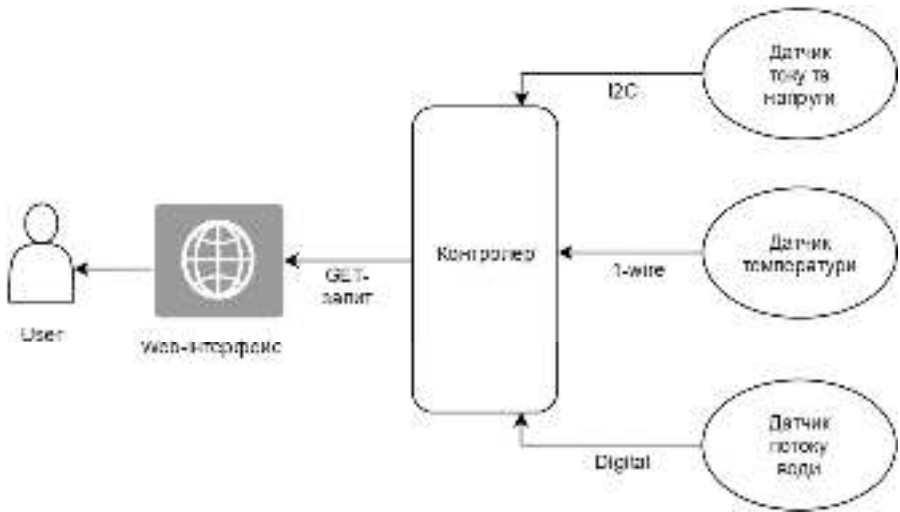 Датчик
току та
напруги
I2C
Контролер
Датчик
температури
1-wire
GET-
запит
User
Web-інтерфейс
Датчик
потоку
води
Digital